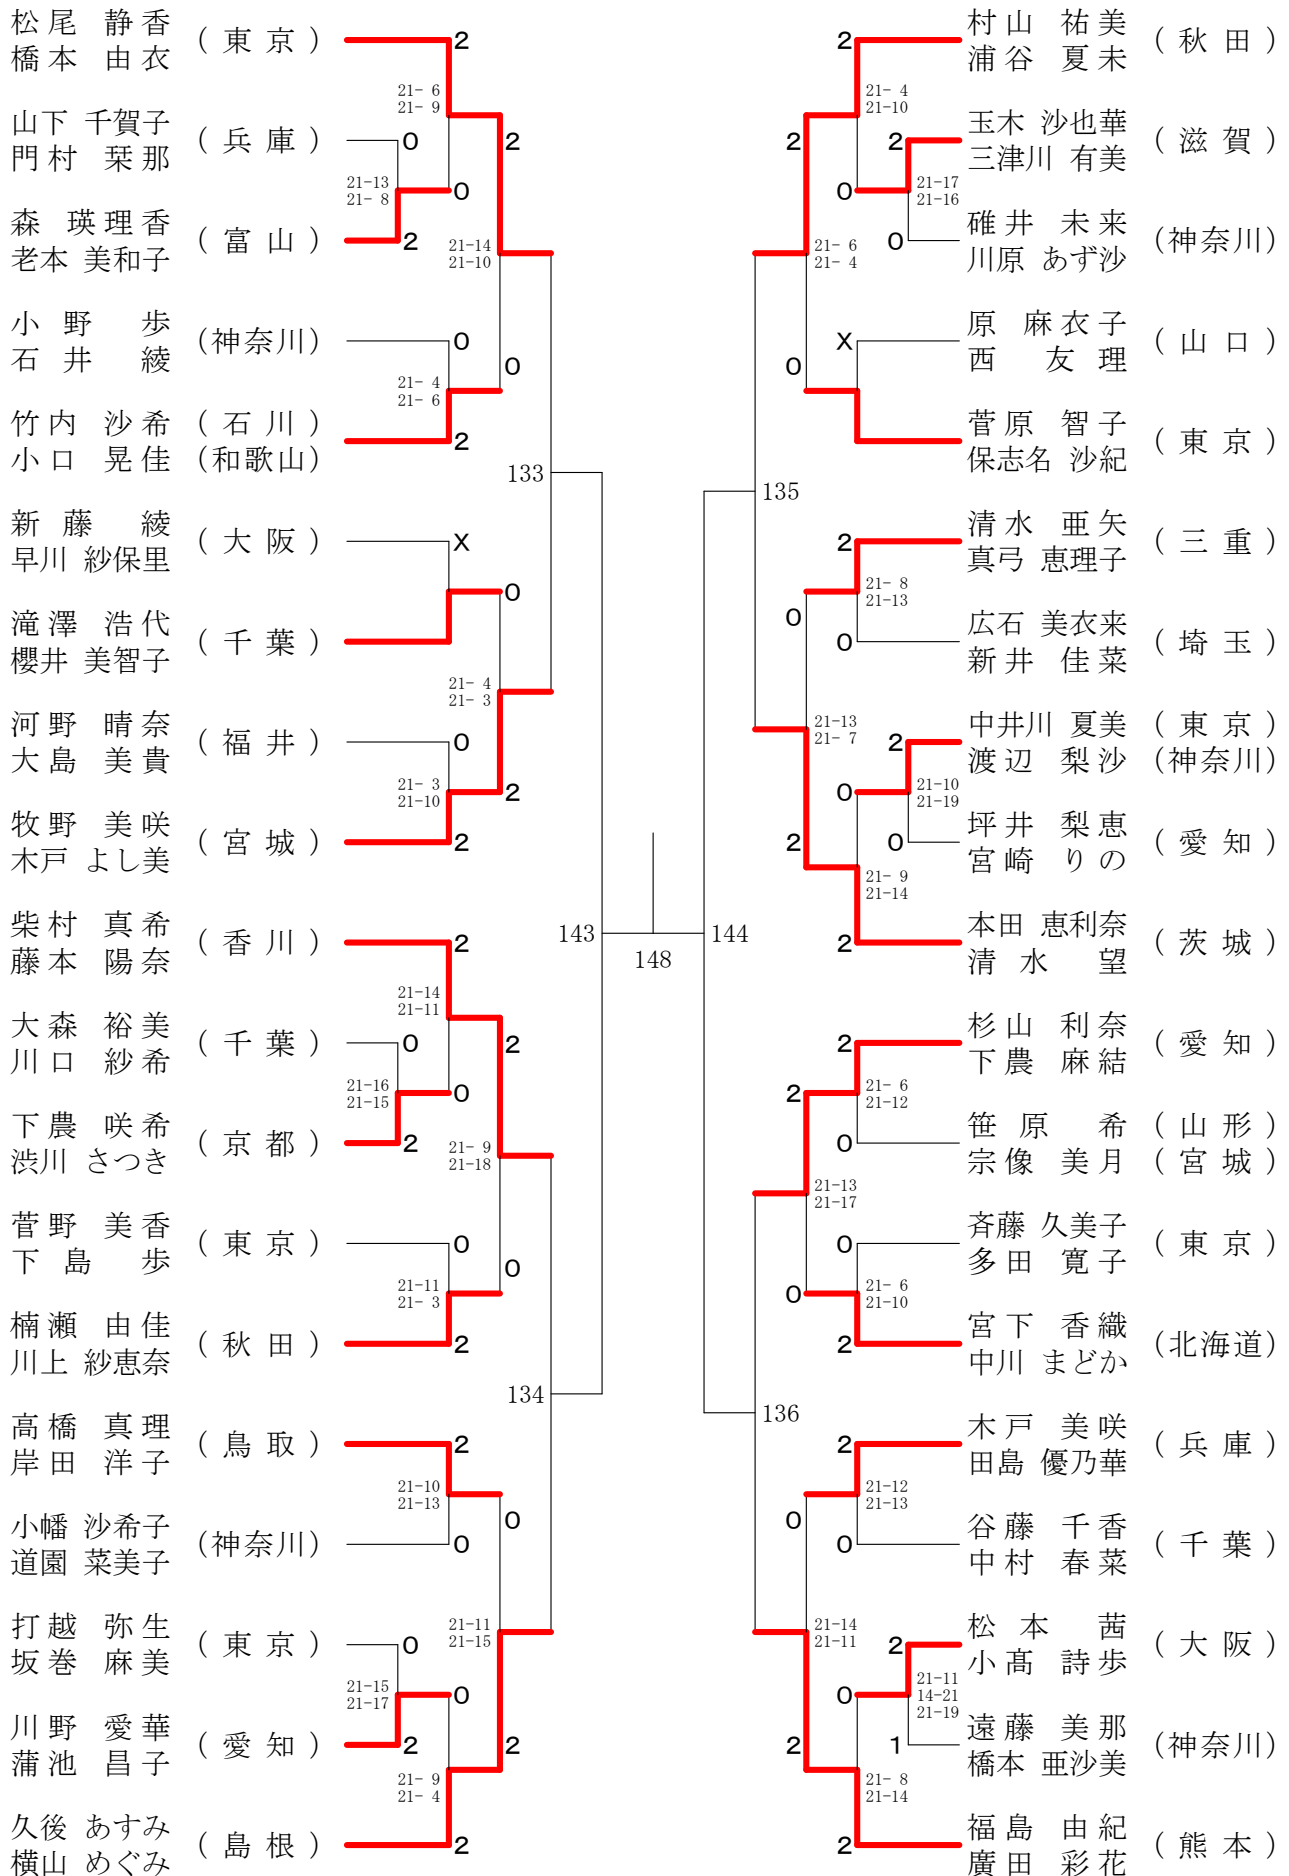 松尾 静香
橋本 由衣
(東京)
2
21- 6
21- 9
山下 千賀子
門村 栞那
(兵庫)
0
2
21-13
21- 8
0
森 瑛理香
老本 美和子
(富山)
2
21-14
21-10
小野 歩
石井 綾
(神奈川)
0
0
21- 4
21- 6
竹内 沙希
小口 晃佳
(石川)
(和歌山)
2
133
新藤 綾
早川 紗保里
(大阪)
X
0
滝澤 浩代
櫻井 美智子
(千葉)
21- 4
21- 3
河野 晴奈
大島 美貴
(福井)
0
21- 3
21-10
2
牧野 美咲
木戸 よし美
(宮城)
2
柴村 真希
藤本 陽奈
(香川)
2
143
21-14
21-11
大森 裕美
川口 紗希
(千葉)
0
2
21-16
21-15
0
下農 咲希
渋川 さつき
(京都)
2
21- 9
21-18
菅野 美香
下島 歩
(東京)
0
0
21-11
21- 3
楠瀬 由佳
川上 紗恵奈
(秋田)
2
134
高橋 真理
岸田 洋子
(鳥取)
2
21-10
21-13
0
小幡 沙希子
道園 菜美子
(神奈川)
0
21-11
21-15
打越 弥生
坂巻 麻美
(東京)
0
21-15
21-17
0
川野 愛華
蒲池 昌子
(愛知)
2
2
21- 9
21- 4
久後 あすみ
横山 めぐみ
(島根)
2
148
2
村山 祐美
浦谷 夏未
(秋田)
21- 4
21-10
2
2
玉木 沙也華
三津川 有美
(滋賀)
0
21-17
21-16
21- 6
21- 4
0
碓井 未来
川原 あず沙
(神奈川)
X
原 麻衣子
西 友理
(山口)
0
菅原 智子
保志名 沙紀
(東京)
135
2
清水 亜矢
真弓 恵理子
(三重)
21- 8
21-13
0
0
広石 美衣来
新井 佳菜
(埼玉)
21-13
21- 7
2
中井川 夏美
渡辺 梨沙
(東京)
(神奈川)
0
21-10
21-19
2
0
坪井 梨恵
宮崎 りの
(愛知)
21- 9
21-14
144
2
本田 恵利奈
清水 望
(茨城)
2
杉山 利奈
下農 麻結
(愛知)
21- 6
21-12
2
0
笹原 希
宗像 美月
(山形)
(宮城)
21-13
21-17
0
斉藤 久美子
多田 寛子
(東京)
21- 6
21-10
0
2
宮下 香織
中川 まどか
(北海道)
136
2
木戸 美咲
田島 優乃華
(兵庫)
21-12
21-13
0
0
谷藤 千香
中村 春菜
(千葉)
21-14
21-11
2
松本 茜
小髙 詩歩
(大阪)
0
21-11
14-21
21-19
2
1
遠藤 美那
橋本 亜沙美
(神奈川)
21- 8
21-14
2
福島 由紀
廣田 彩花
(熊本)